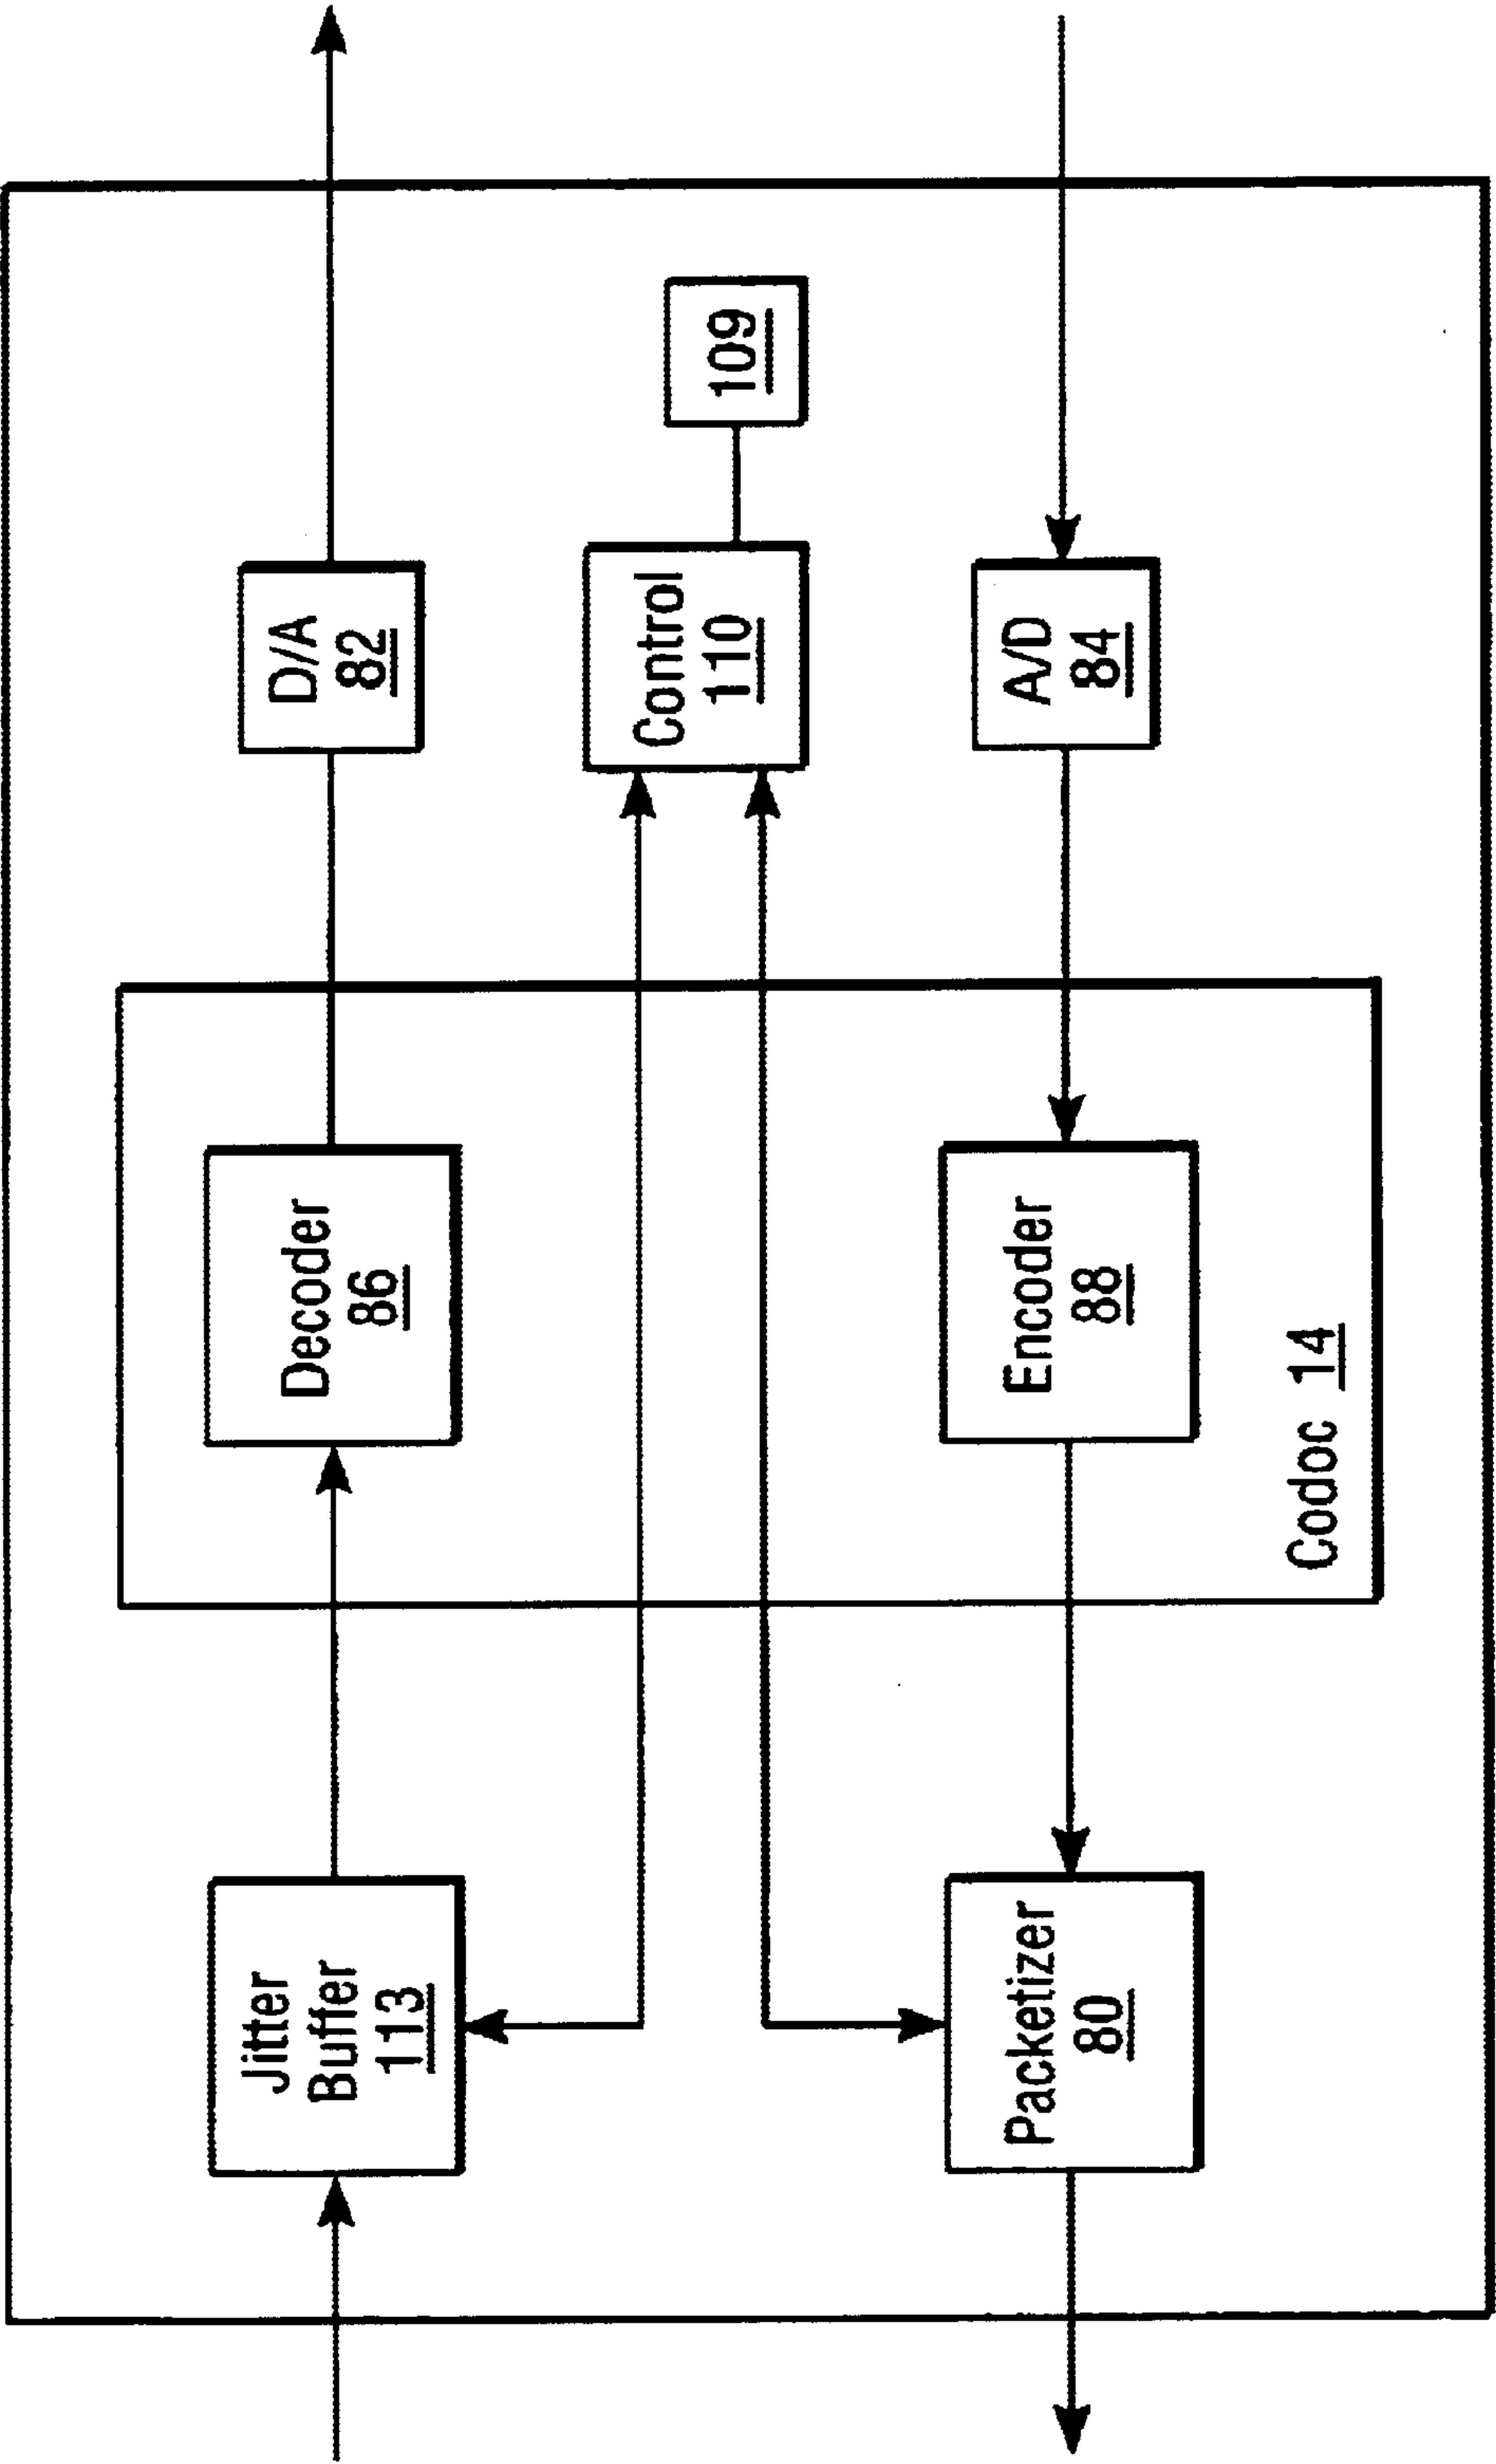 Jitter
Buffer
113
Decoder
86
D/A
82
Control
110
109
Packetizer
80
Encoder
88
A/D
84
Codoc 14